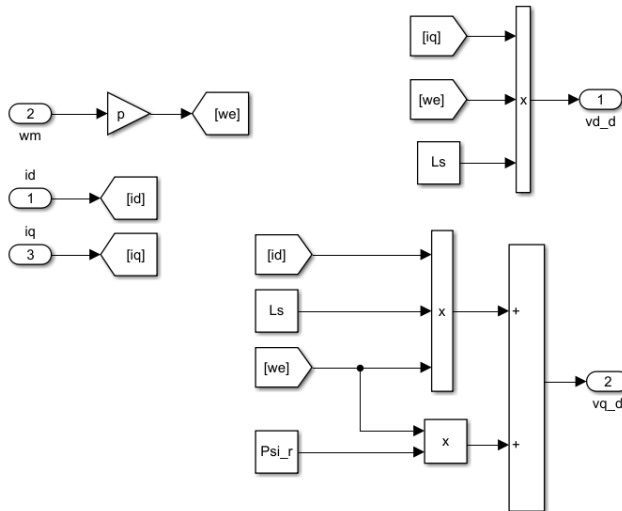 [iq]
2
p
[we]
[we]
x
1
wm
vd_d
Ls
id
1
[id]
iq
3
[iq]
[id]
Ls
x
+
[we]
2
vq_d
Psi_r
x
+